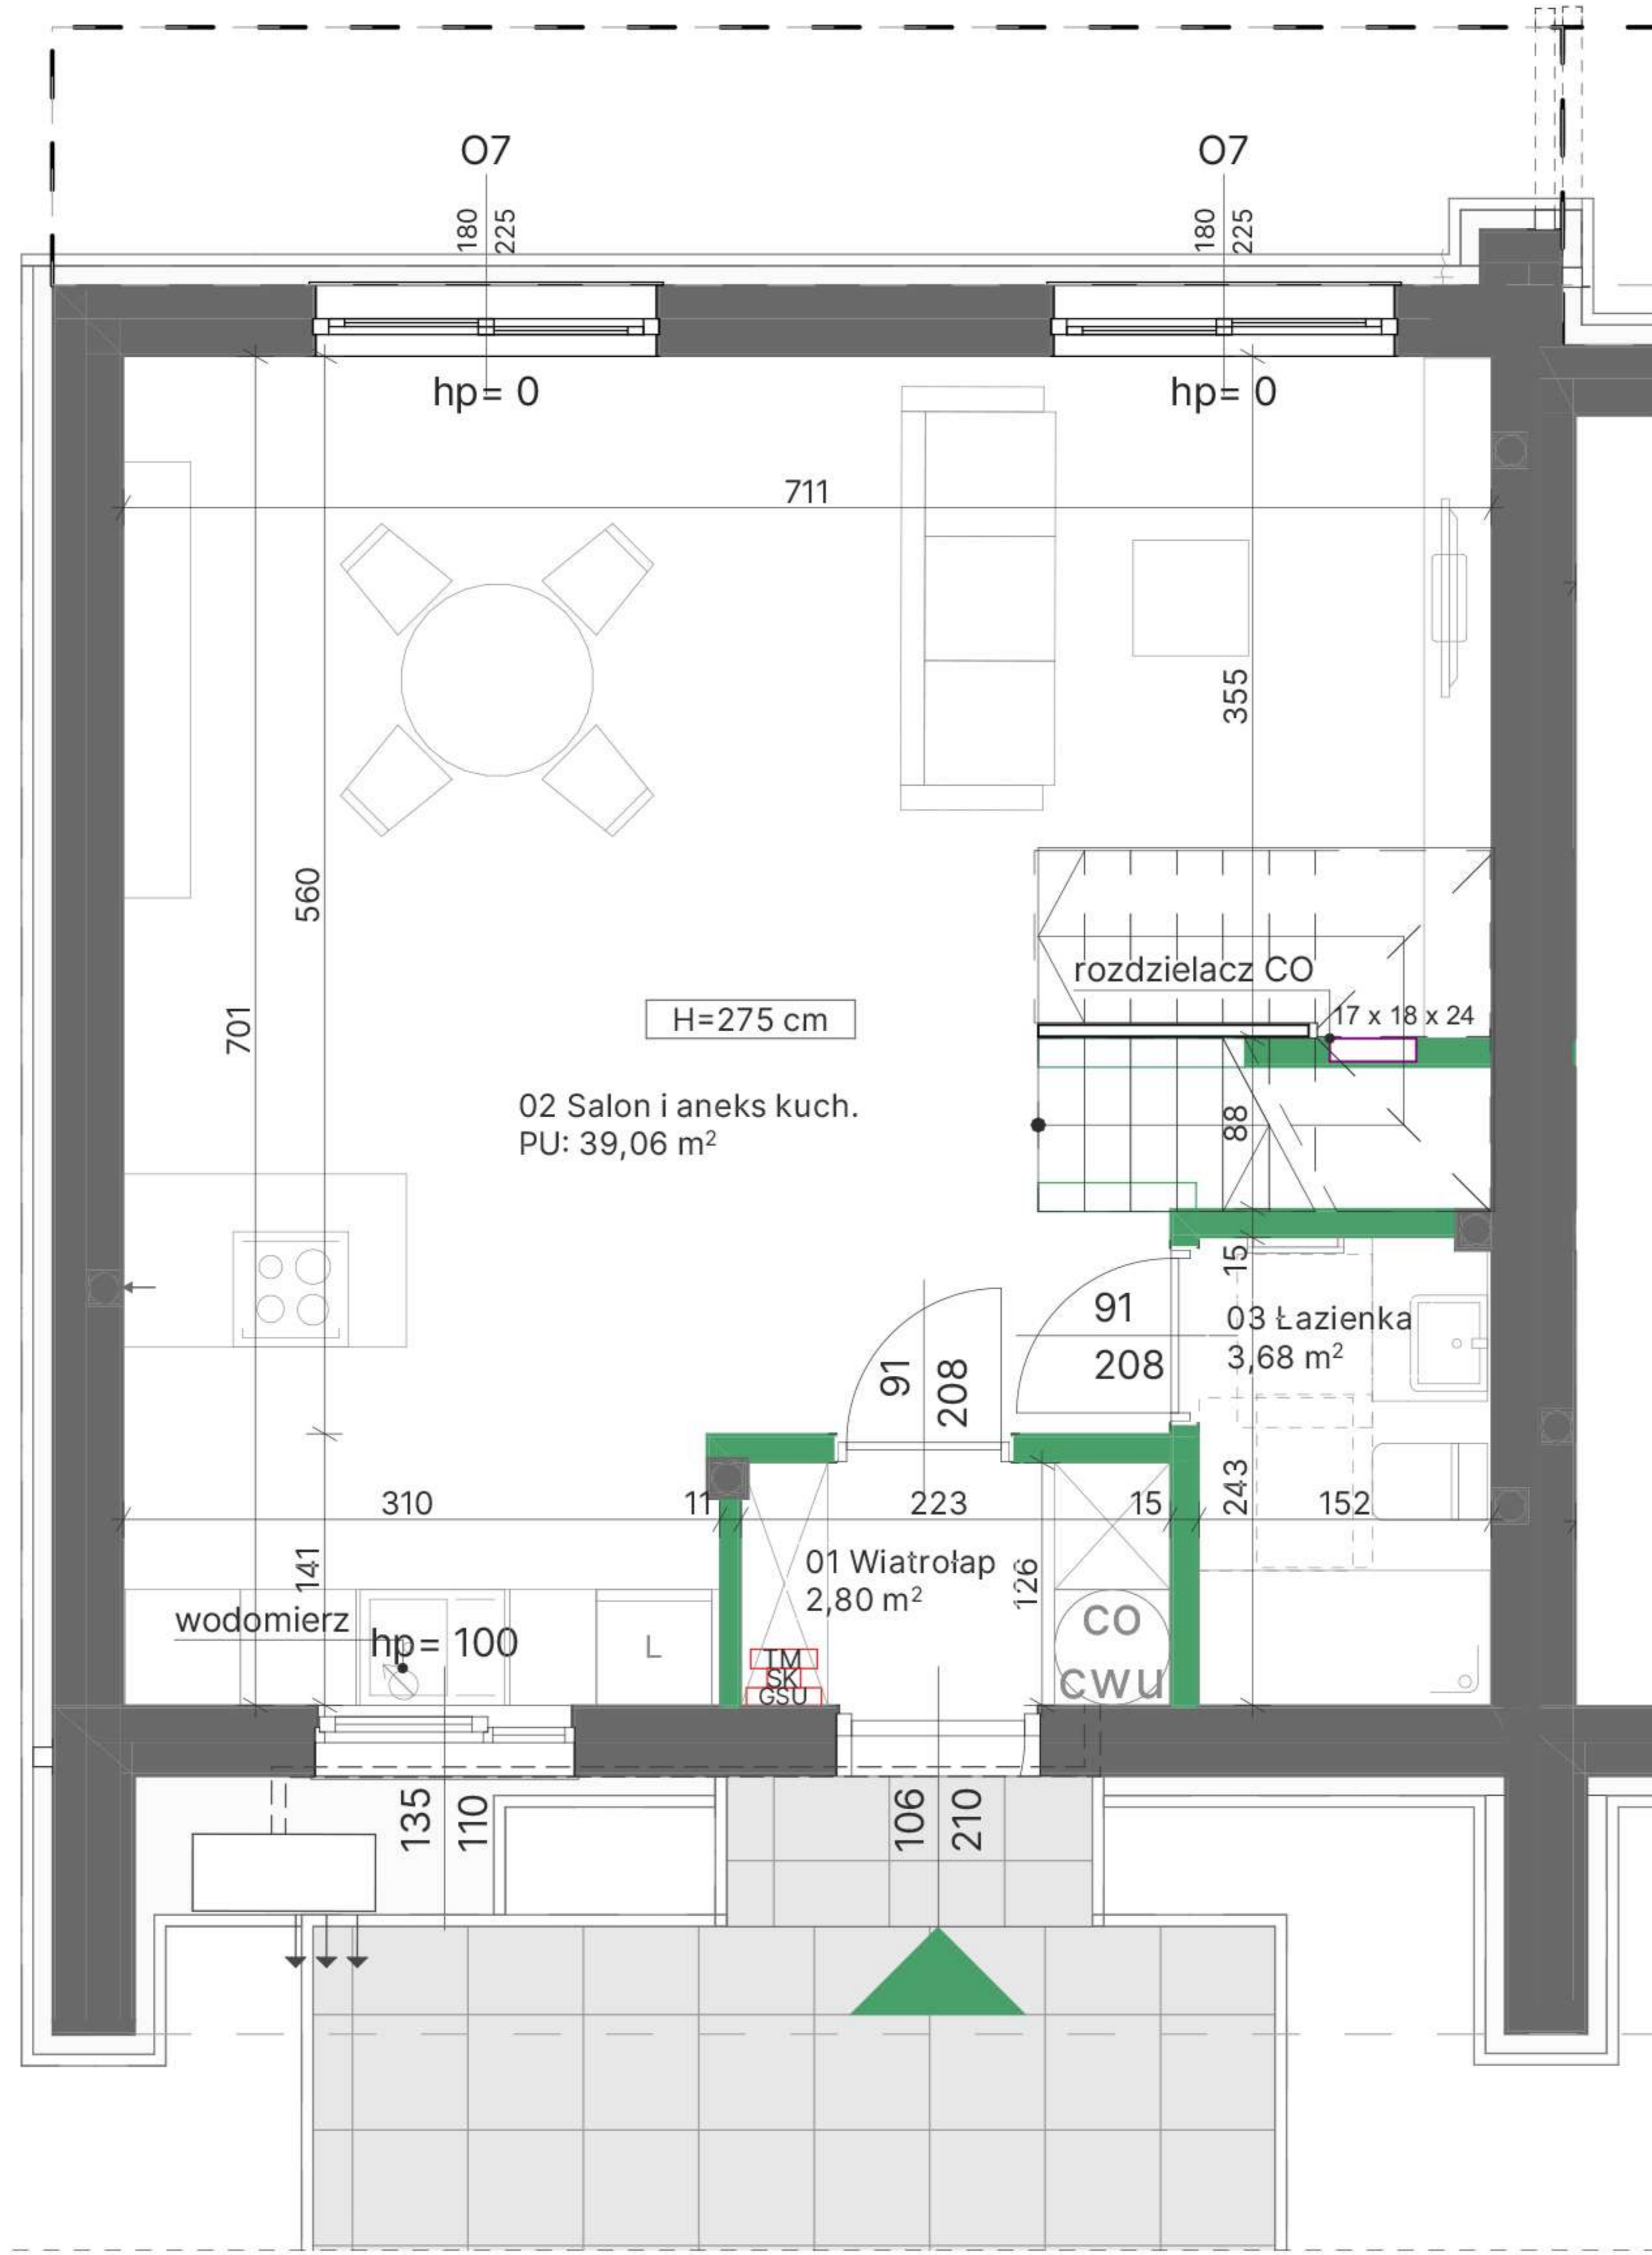 O7
O7
180
225
180
225
hp= 0
hp= 0
711
355
560
rozdzielacz CO
17 x 18 x 24
H=275 cm
701
02 Salon i aneks kuch.
PU: 39,06 m²
88
15
91
208
03 Łazienka
3,68 m²
91
208
310
11
223
15
243
152
141
01 Wiatrołap
2,80 m²
126
wodomierz
hp= 100
L
TM
SK
GSU
CO
CWU
135
110
106
210